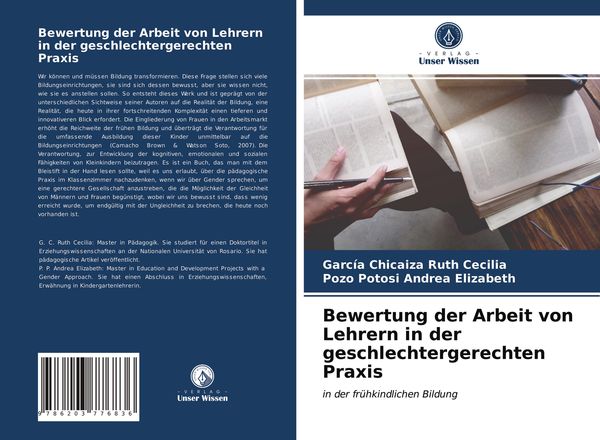 Bewertung der Arbeit von Lehrern
in der geschlechtergerechten
Praxis
Wir können und müssen Bildung transformieren. Diese Frage stellen sich viele
Bildungseinrichtungen, sie sind sich dessen bewusst, aber sie wissen nicht,
wie sie es anstellen sollen. So entsteht dieses Werk und ist geprägt von der
unterschiedlichen Sichtweise seiner Autoren auf die Realität der Bildung, eine
Realität, die heute in ihrer fortschreitenden Komplexität einen tieferen und
innovativeren Blick erfordert. Die Eingliederung von Frauen in den Arbeitsmarkt
erhöht die Reichweite der frühen Bildung und überträgt die Verantwortung für
die umfassende Ausbildung dieser Kinder unmittelbar auf die
Bildungseinrichtungen (Camacho Brown & Watson Soto, 2007). Die
Verantwortung, zur Entwicklung der kognitiven, emotionalen und sozialen
Fähigkeiten von Kleinkindern beizutragen. Es ist ein Buch, das man mit dem
Bleistift in der Hand lesen sollte, weil es uns erlaubt, über die pädagogische
Praxis im Klassenzimmer nachzudenken, wenn wir über Gender sprechen, um
eine gerechtere Gesellschaft anzustreben, die die Möglichkeit der Gleichheit
von Männern und Frauen begünstigt, wobei wir uns bewusst sind, dass wenig
erreicht wurde, um endgültig mit der Ungleichheit zu brechen, die heute noch
vorhanden ist.
G. C. Ruth Cecilia: Master in Pädagogik. Sie studiert für einen Doktortitel in
Erziehungswissenschaften an der Nationalen Universität von Rosario. Sie hat
pädagogische Artikel veröffentlicht.
P. P. Andrea Elizabeth: Master in Education and Development Projects with a
Gender Approach. Sie hat einen Abschluss in Erziehungswissenschaften,
Erwähnung in Kindergartenlehrerin.
9 786203 776836
VERLAG
Unser Wissen
VERLAG
Unser Wissen
García Chicaiza Ruth Cecilia
Pozo Potosi Andrea Elizabeth
Bewertung der Arbeit von
Lehrern in der
geschlechtergerechten
Praxis
in der frühkindlichen Bildung